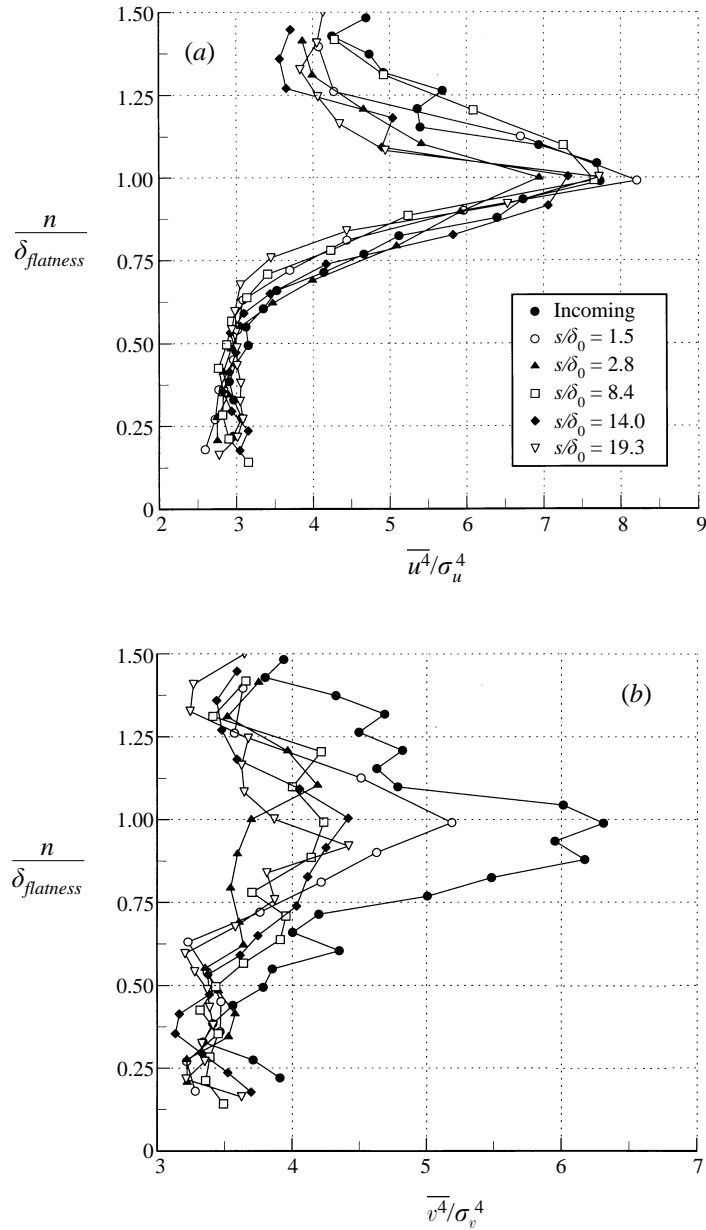 1.50
(a)
1.25
1.00
n
δflatness
0.75
Incoming
s/δ0 = 1.5
s/δ0 = 2.8
0.50
s/δ0 = 8.4
s/δ0 = 14.0
0.25
s/δ0 = 19.3
0
2 3 4 5 6 7 8 9
u⁴/σu⁴
1.50
(b)
1.25
1.00
n
δflatness
0.75
0.50
0.25
0
3 4 5 6 7
v⁴/σv⁴